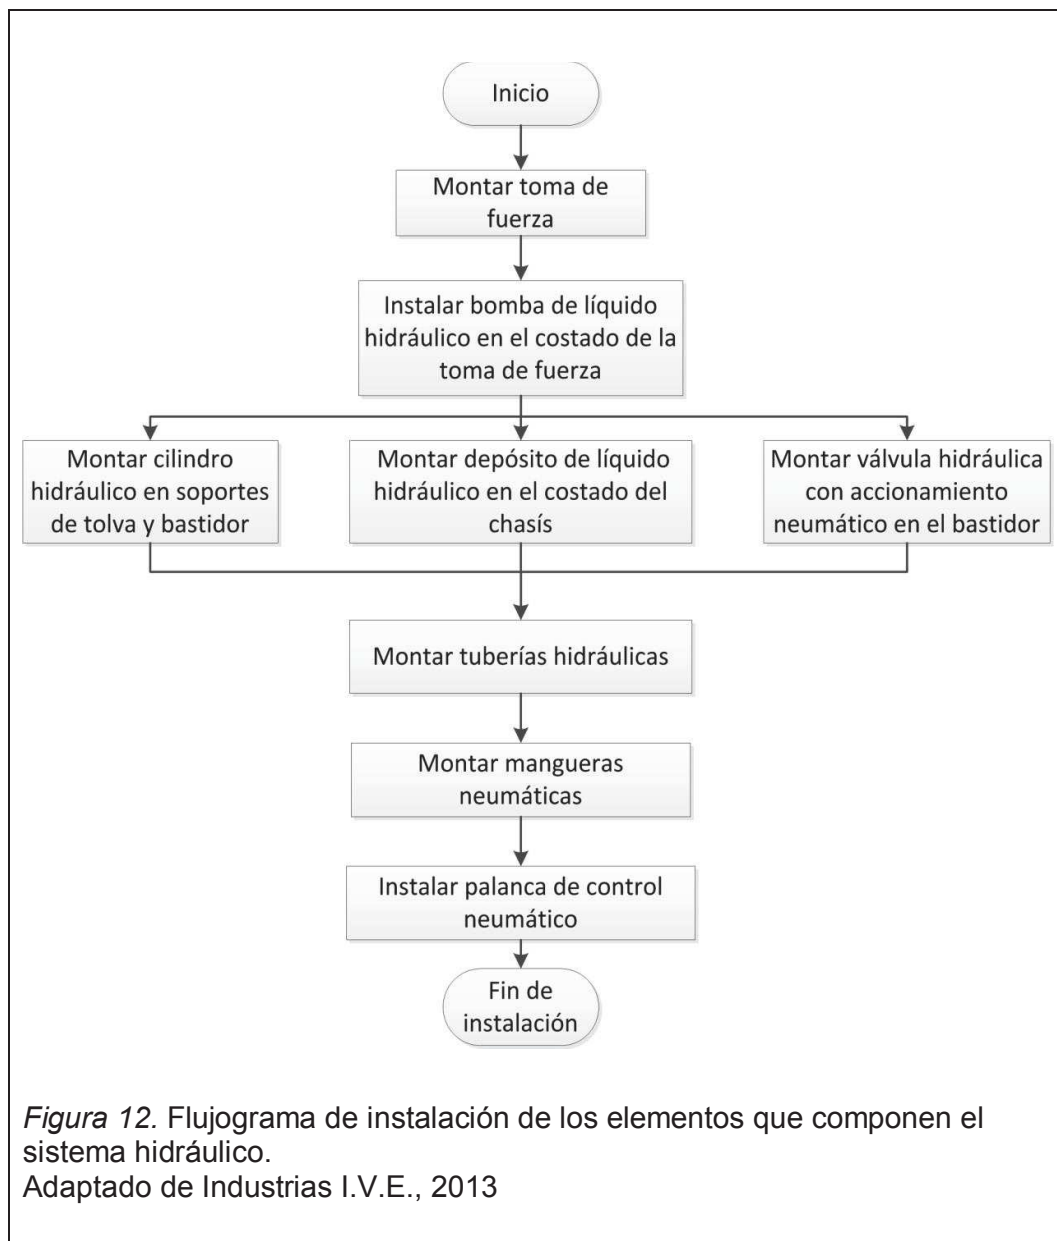 Inicio
Montar toma de
fuerza
Instalar bomba de líquido
hidráulico en el costado de la
toma de fuerza
Montar cilindro
hidráulico en soportes
de tolva y bastidor
Montar depósito de líquido
hidráulico en el costado del
chasís
Montar válvula hidráulica
con accionamiento
neumático en el bastidor
Montar tuberías hidráulicas
Montar mangueras
neumáticas
Instalar palanca de control
neumático
Fin de
instalación
Figura 12. Flujograma de instalación de los elementos que componen el
sistema hidráulico.
Adaptado de Industrias I.V.E., 2013